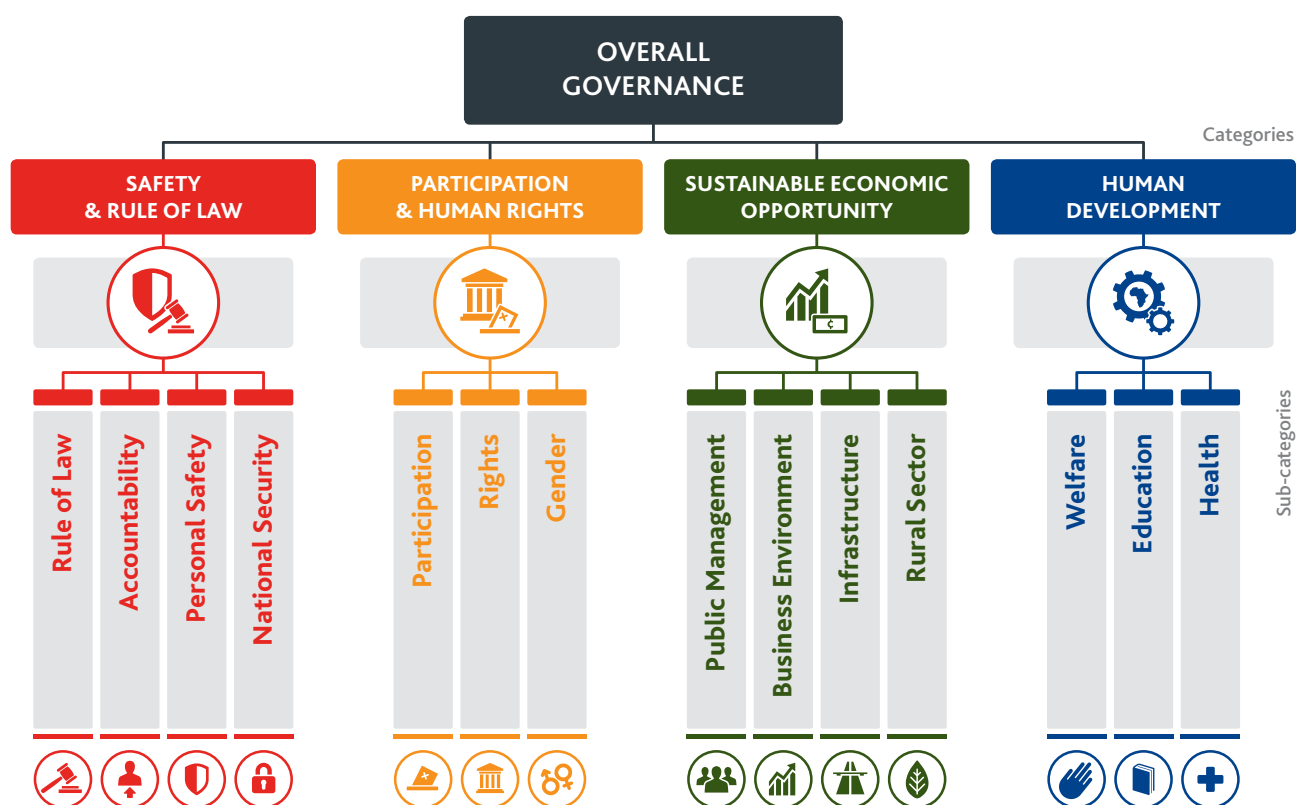 OVERALL
GOVERNANCE
Categories
SAFETY
& RULE OF LAW
PARTICIPATION
& HUMAN RIGHTS
SUSTAINABLE ECONOMIC
OPPORTUNITY
HUMAN
DEVELOPMENT
¢
Rule of Law
Accountability
Personal Safety
National Security
Participation
Rights
Gender
Public Management
Business Environment
Infrastructure
Rural Sector
Welfare
Education
Health
Sub-categories